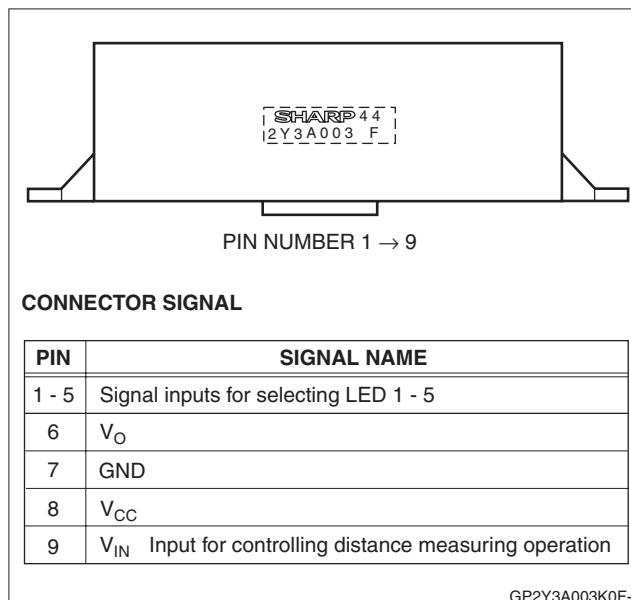 SHARP 44
2Y3A003 F
PIN NUMBER 1 → 9
CONNECTOR SIGNAL
PIN SIGNAL NAME
1 - 5 Signal inputs for selecting LED 1 - 5
6 VO
7 GND
8 VCC
9 VIN Input for controlling distance measuring operation